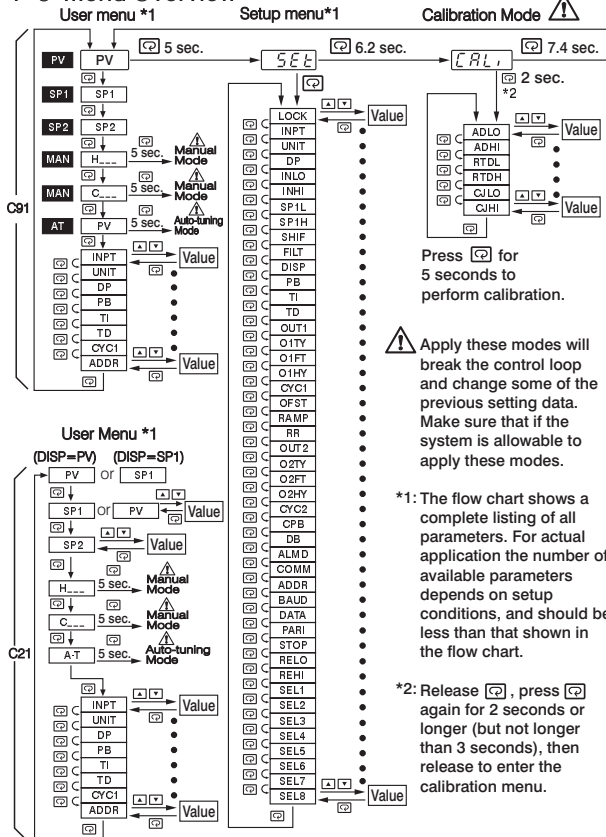 User menu *1
Setup menu*1
Calibration Mode
PV
PV
5 sec.
SEt
6.2 sec.
CALi
7.4 sec.
SP1
SP1
SP2
SP2
MAN
H_ _ _
5 sec.
Manual
Mode
MAN
C_ _ _
5 sec.
Manual
Mode
AT
PV
5 sec.
Auto-tuning
Mode
C91
INPT
UNIT
DP
PB
TI
TD
CYC1
ADDR
Value
Value
User Menu *1
(DISP=PV) (DISP=SP1)
PV or SP1
SP1 or PV
Value
SP2
Value
H_ _ _
5 sec.
Manual
Mode
C_ _ _
5 sec.
Manual
Mode
A-T
5 sec.
Auto-tuning
Mode
C21
INPT
UNIT
DP
PB
TI
TD
CYC1
ADDR
Value
Value
LOCK
INPT
UNIT
DP
INLO
INHI
SP1L
SP1H
SHIF
FILT
DISP
PB
TI
TD
OUT1
O1TY
O1FT
O1HY
CYC1
OFST
RAMP
RR
OUT2
O2TY
O2FT
O2HY
CYC2
CPB
DB
ALMD
COMM
ADDR
BAUD
DATA
PARI
STOP
RELO
REHI
SEL1
SEL2
SEL3
SEL4
SEL5
SEL6
SEL7
SEL8
Value
Value
2 sec.
*2
ADLO
ADHI
RTDL
RTDH
CJLO
CJHI
Value
Value
Press for
5 seconds to
perform calibration.
Apply these modes will
break the control loop
and change some of the
previous setting data.
Make sure that if the
system is allowable to
apply these modes.
*1: The flow chart shows a
complete listing of all
parameters. For actual
application the number of
available parameters
depends on setup
conditions, and should be
less than that shown in
the flow chart.
*2: Release , press
again for 2 seconds or
longer (but not longer
than 3 seconds), then
release to enter the
calibration menu.